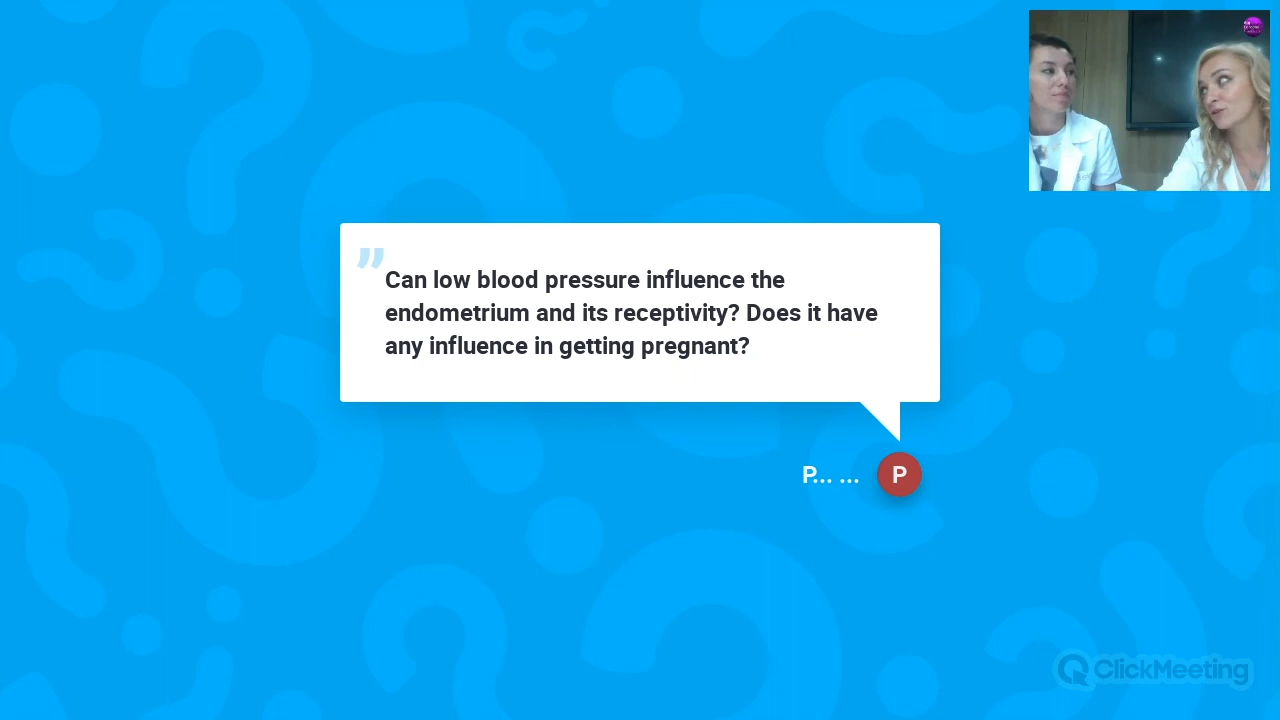 ”
Can low blood pressure influence the
endometrium and its receptivity? Does it have
any influence in getting pregnant?
P... ...
P
ClickMeeting